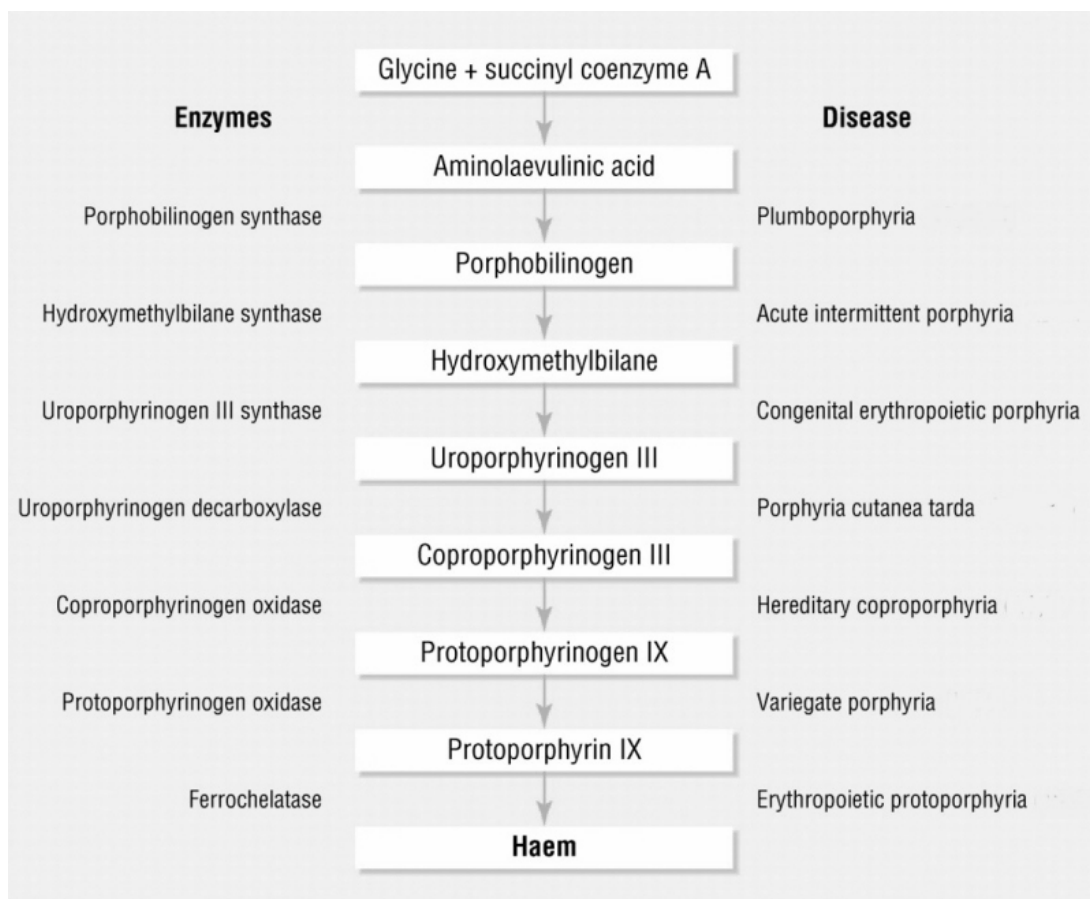 Glycine + succinyl coenzyme A
Enzymes
Disease
Aminolaevulinic acid
Porphobilinogen synthase
Plumboporphyria
Porphobilinogen
Hydroxymethylbilane synthase
Acute intermittent porphyria
Hydroxymethylbilane
Uroporphyrinogen III synthase
Congenital erythropoietic porphyria
Uroporphyrinogen III
Uroporphyrinogen decarboxylase
Porphyria cutanea tarda
Coproporphyrinogen III
Coproporphyrinogen oxidase
Hereditary coproporphyria
Protoporphyrinogen IX
Protoporphyrinogen oxidase
Variegate porphyria
Protoporphyrin IX
Ferrochelatase
Erythropoietic protoporphyria
Haem